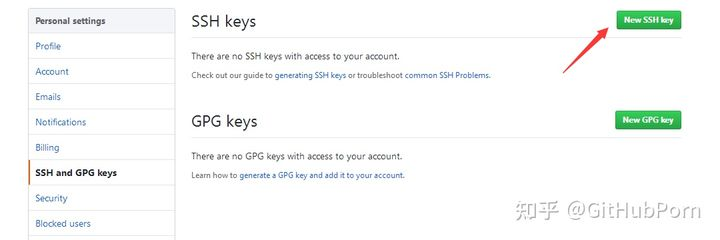 Personal settings
Profile
Account
Emails
Notifications
Billing
SSH and GPG keys
Security
Blocked users
SSH keys
New SSH key
There are no SSH keys with access to your account.
Check out our guide to generating SSH keys or troubleshoot common SSH Problems.
GPG keys
New GPG key
There are no GPG keys with access to your account.
Learn how to generate a GPG key and add it to your account.
知乎 @GitHubPorn